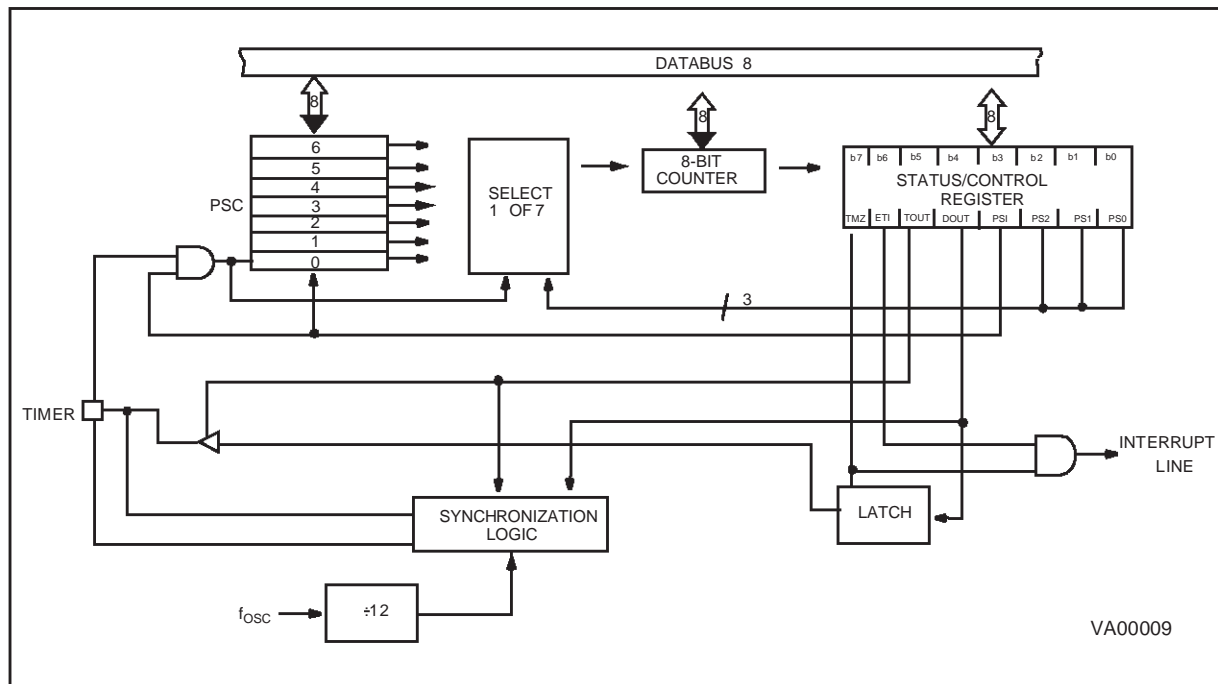 DATABUS 8
8
8
8
6
5
4
3
2
1
0
PSC
SELECT
1 OF 7
8-BIT
COUNTER
b7 b6 b5 b4 b3 b2 b1 b0
STATUS/CONTROL
REGISTER
TMZ ETI TOUT DOUT PSI PS2 PS1 PS0
3
TIMER
INTERRUPT
LINE
LATCH
SYNCHRONIZATION
LOGIC
fOSC
÷12
VA00009